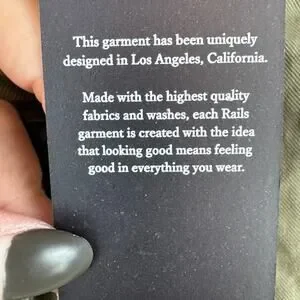 This garment has been uniquely
designed in Los Angeles, California.
Made with the highest quality
fabrics and washes, each Rails
garment is created with the idea
that looking good means feeling
good in everything you wear.